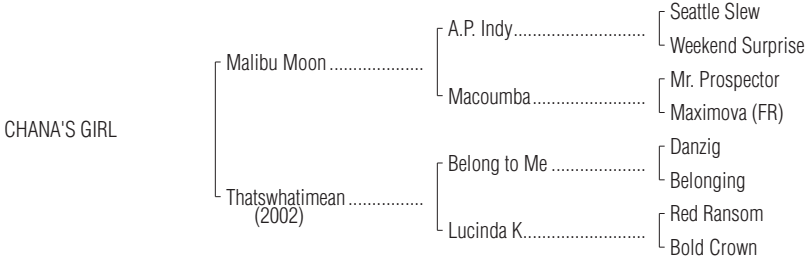 Seattle Slew
A.P. Indy..............................
Weekend Surprise
Malibu Moon .....................
Mr. Prospector
Macoumba..........................
Maximova (FR)
CHANA'S GIRL
Danzig
Belong to Me .....................
Belonging
Thatswhatimean .................
(2002)
Red Ransom
Lucinda K............................
Bold Crown